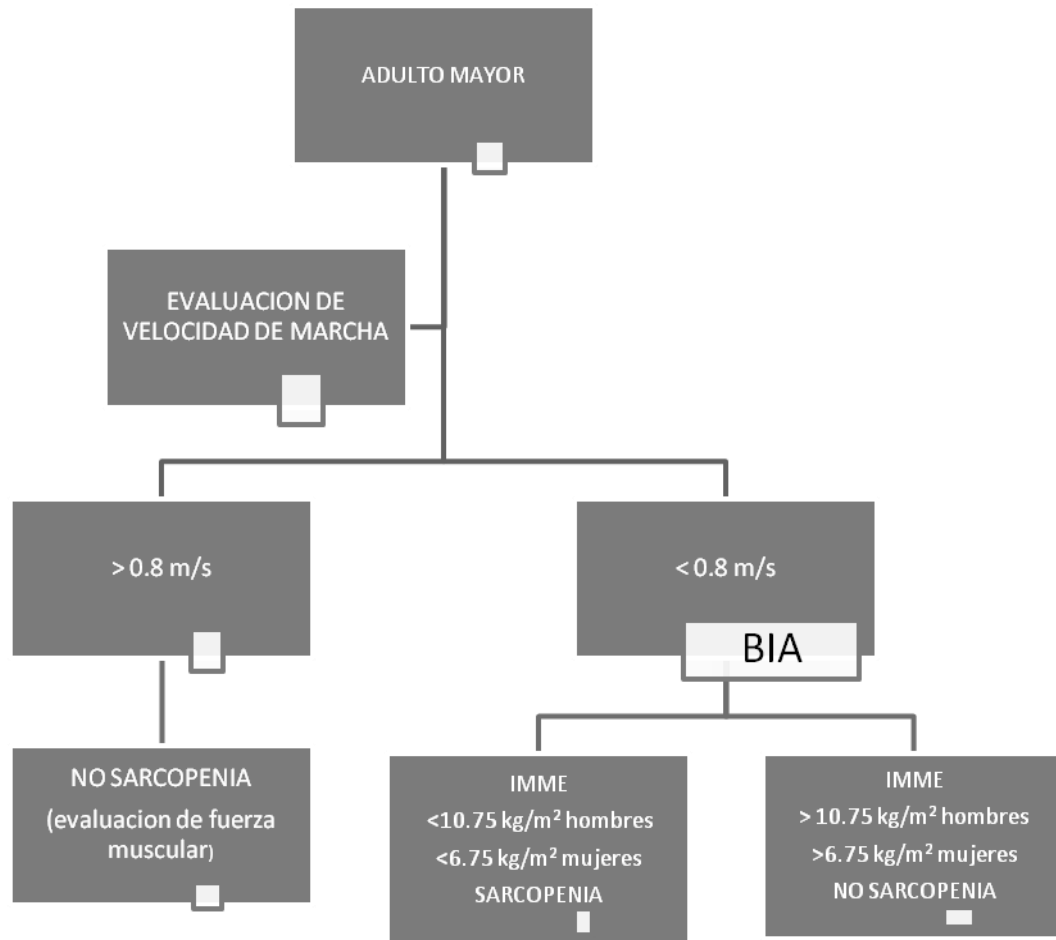 ADULTO MAYOR
EVALUACION DE
VELOCIDAD DE MARCHA
> 0.8 m/s
< 0.8 m/s
BIA
NO SARCOPENIA
(evaluacion de fuerza
muscular)
IMME
<10.75 kg/m² hombres
<6.75 kg/m² mujeres
SARCOPENIA
IMME
> 10.75 kg/m² hombres
>6.75 kg/m² mujeres
NO SARCOPENIA